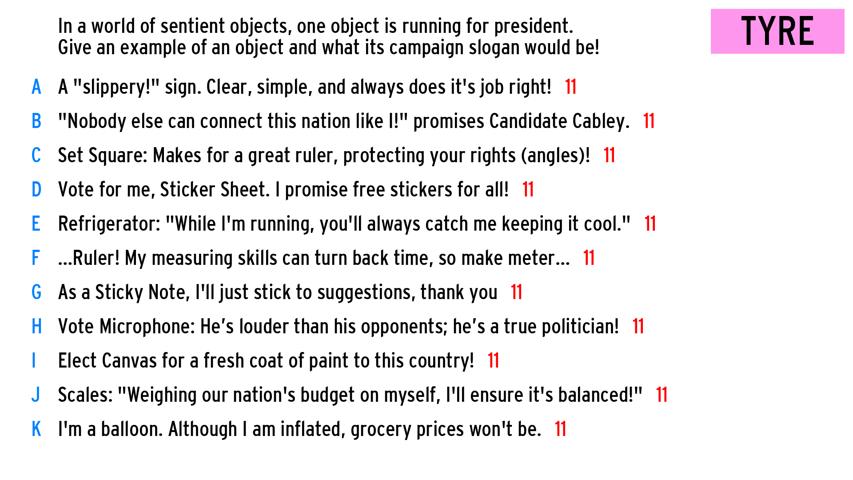 In a world of sentient objects, one object is running for president.
Give an example of an object and what its campaign slogan would be!
TYRE
A A "slippery!" sign. Clear, simple, and always does it's job right! 11
B "Nobody else can connect this nation like I!" promises Candidate Cabley. 11
C Set Square: Makes for a great ruler, protecting your rights (angles)! 11
D Vote for me, Sticker Sheet. I promise free stickers for all! 11
E Refrigerator: "While I'm running, you'll always catch me keeping it cool." 11
F ...Ruler! My measuring skills can turn back time, so make meter... 11
G As a Sticky Note, I'll just stick to suggestions, thank you 11
H Vote Microphone: He’s louder than his opponents; he’s a true politician! 11
I Elect Canvas for a fresh coat of paint to this country! 11
J Scales: "Weighing our nation's budget on myself, I'll ensure it's balanced!" 11
K I'm a balloon. Although I am inflated, grocery prices won't be. 11